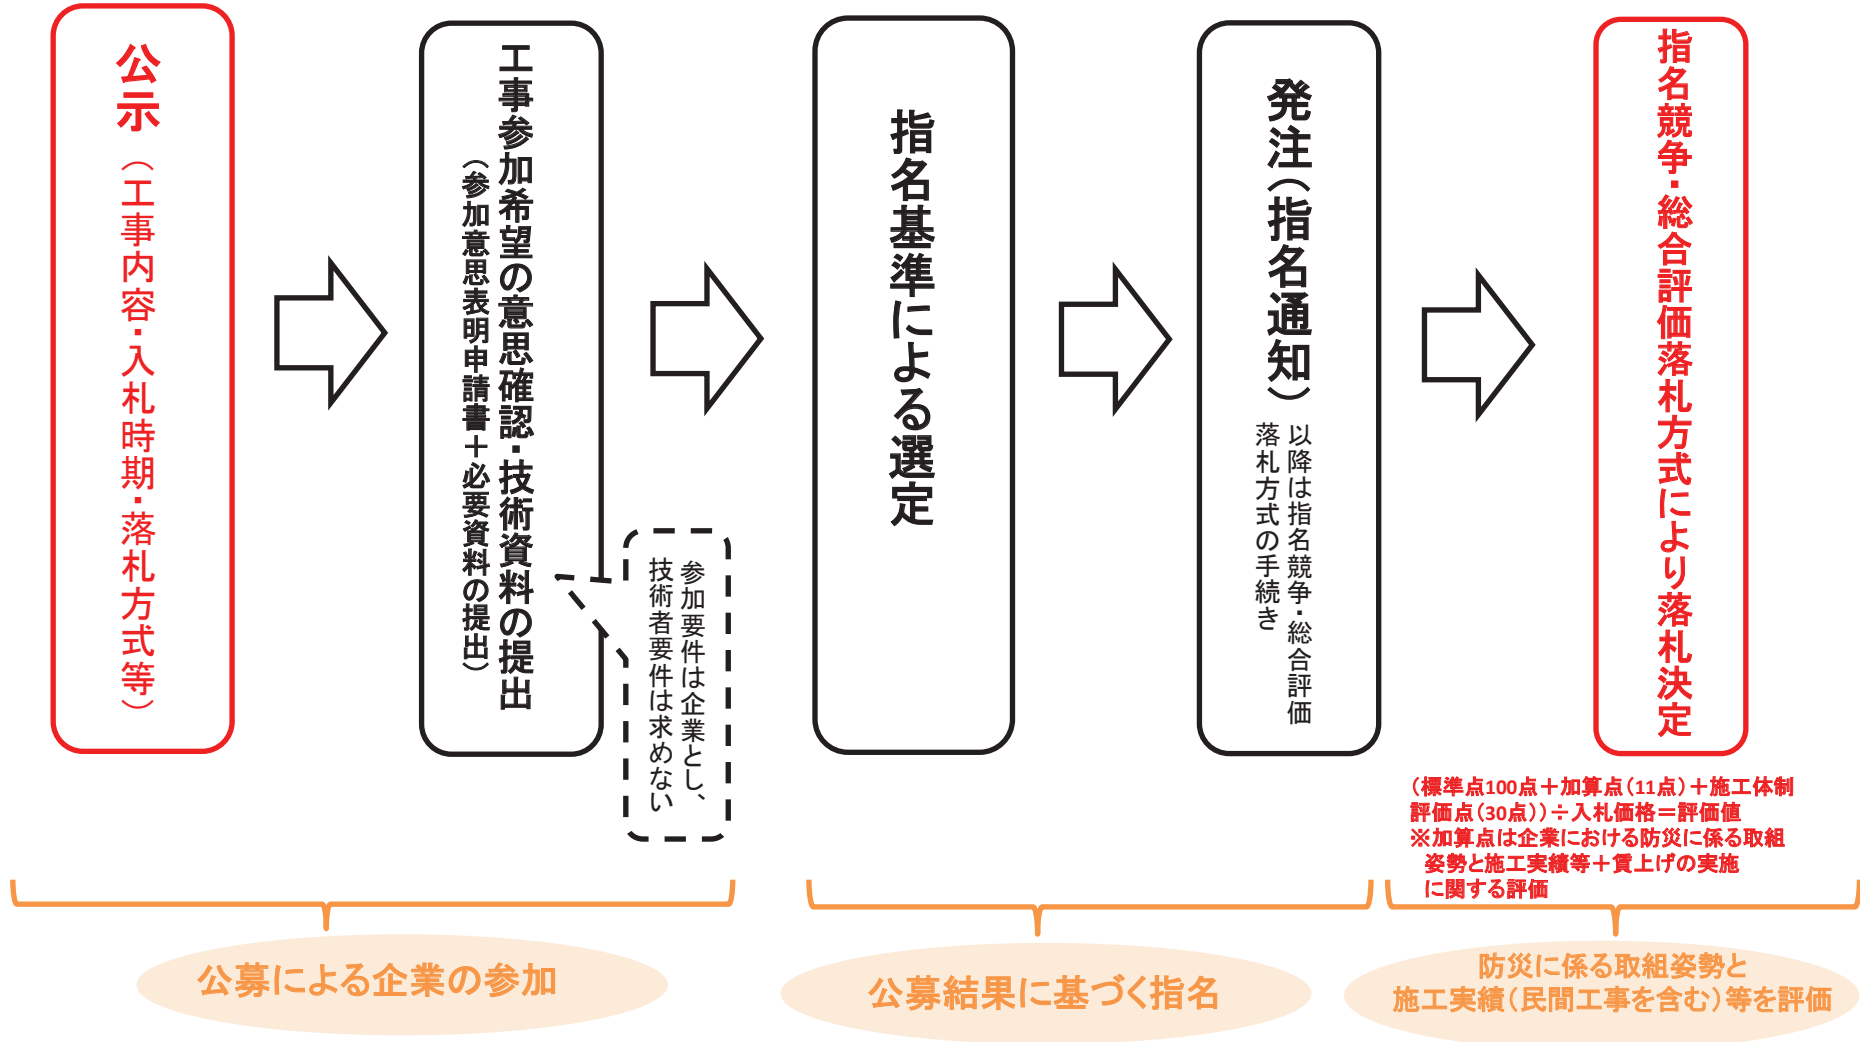 公示（工事内容・入札時期・落札方式等）
工事参加希望の意思確認・技術資料の提出
（参加意思表明申請書＋必要資料の提出）
参加要件は企業とし、
技術者要件は求めない
指名基準による選定
発注（指名通知）
以降は指名競争・総合評価
落札方式の手続き
指名競争・総合評価落札方式により落札決定
（標準点100点＋加算点（11点）＋施工体制
評価点（30点））÷入札価格＝評価値
※加算点は企業における防災に係る取組
姿勢と施工実績等＋賃上げの実施
に関する評価
公募による企業の参加
公募結果に基づく指名
防災に係る取組姿勢と
施工実績（民間工事を含む）等を評価